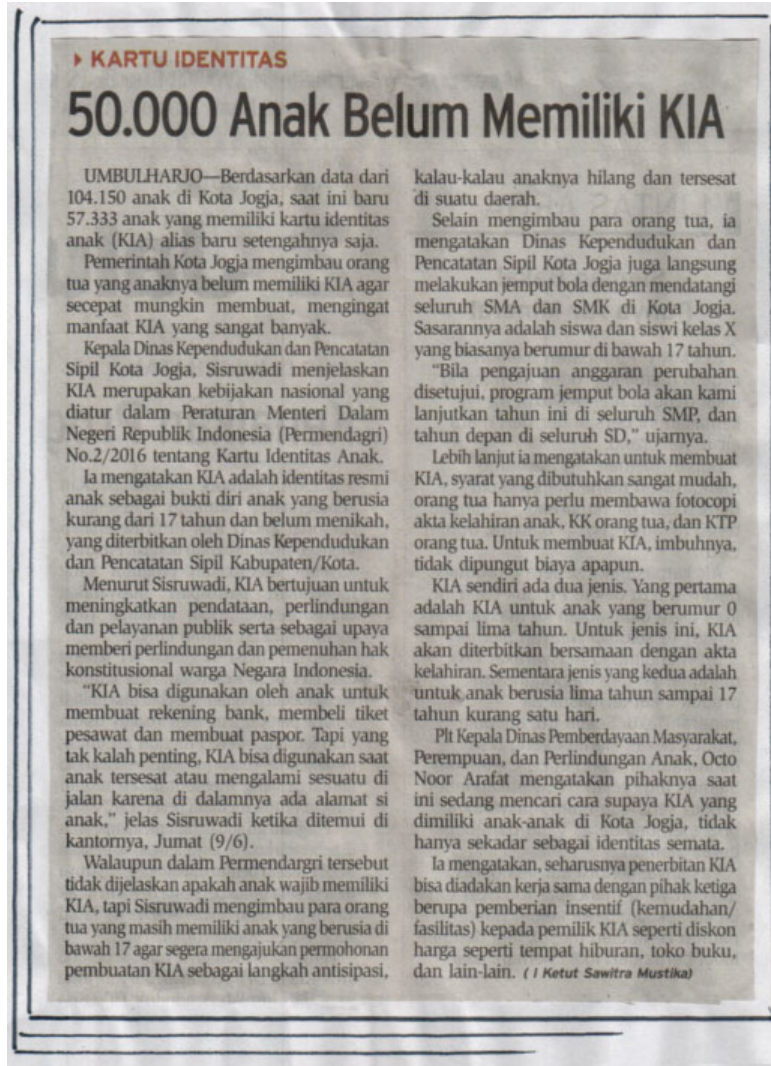 KARTU IDENTITAS
50.000 Anak Belum Memiliki KIA
UMBULHARJO—Berdasarkan data dari
104.150 anak di Kota Jogja, saat ini baru
57.333 anak yang memiliki kartu identitas
anak (KIA) alias baru setengahnya saja.
Pemerintah Kota Jogja mengimbau orang
tua yang anaknya belum memiliki KIA agar
secepat mungkin membuat, mengingat
manfaat KIA yang sangat banyak.
Kepala Dinas Kependudukan dan Pencatatan
Sipil Kota Jogja, Sisruwadi menjelaskan
KIA merupakan kebijakan nasional yang
diatur dalam Peraturan Menteri Dalam
Negeri Republik Indonesia (Permendagri)
No.2/2016 tentang Kartu Identitas Anak.
Ia mengatakan KIA adalah identitas resmi
anak sebagai bukti diri anak yang berusia
kurang dari 17 tahun dan belum menikah,
yang diterbitkan oleh Dinas Kependudukan
dan Pencatatan Sipil Kabupaten/Kota.
Menurut Sisruwadi, KIA bertujuan untuk
meningkatkan pendataan, perlindungan
dan pelayanan publik serta sebagai upaya
memberi perlindungan dan pemenuhan hak
konstitusional warga Negara Indonesia.
"KIA bisa digunakan oleh anak untuk
membuat rekening bank, membeli tiket
pesawat dan membuat paspor. Tapi yang
tak kalah penting, KIA bisa digunakan saat
anak tersesat atau mengalami sesuatu di
jalan karena di dalamnya ada alamat si
anak," jelas Sisruwadi ketika ditemui di
kantornya, Jumat (9/6).
Walaupun dalam Permendargri tersebut
tidak dijelaskan apakah anak wajib memiliki
KIA, tapi Sisruwadi mengimbau para orang
tua yang masih memiliki anak yang berusia di
bawah 17 agar segera mengajukan permohonan
pembuatan KIA sebagai langkah antisipasi,
kalau-kalau anaknya hilang dan tersesat
di suatu daerah.
Selain mengimbau para orang tua, ia
mengatakan Dinas Kependudukan dan
Pencatatan Sipil Kota Jogja juga langsung
melakukan jemput bola dengan mendatangi
seluruh SMA dan SMK di Kota Jogja.
Sasarannya adalah siswa dan siswi kelas X
yang biasanya berumur di bawah 17 tahun.
"Bila pengajuan anggaran perubahan
disetujui, program jemput bola akan kami
lanjutkan tahun ini di seluruh SMP, dan
tahun depan di seluruh SD," ujarnya.
Lebih lanjut ia mengatakan untuk membuat
KIA, syarat yang dibutuhkan sangat mudah,
orang tua hanya perlu membawa fotocopi
akta kelahiran anak, KK orang tua, dan KTP
orang tua. Untuk membuat KIA, imbuhnya,
tidak dipungut biaya apapun.
KIA sendiri ada dua jenis. Yang pertama
adalah KIA untuk anak yang berumur 0
sampai lima tahun. Untuk jenis ini, KIA
akan diterbitkan bersamaan dengan akta
kelahiran. Sementara jenis yang kedua adalah
untuk anak berusia lima tahun sampai 17
tahun kurang satu hari.
Plt Kepala Dinas Pemberdayaan Masyarakat,
Perempuan, dan Perlindungan Anak, Octo
Noor Arafat mengatakan pihaknya saat
ini sedang mencari cara supaya KIA yang
dimiliki anak-anak di Kota Jogja, tidak
hanya sekadar sebagai identitas semata.
Ia mengatakan, seharusnya penerbitan KIA
bisa diadakan kerja sama dengan pihak ketiga
berupa pemberian insentif (kemudahan/
fasilitas) kepada pemilik KIA seperti diskon
harga seperti tempat hiburan, toko buku,
dan lain-lain. ( I Ketut Sawitra Mustika)